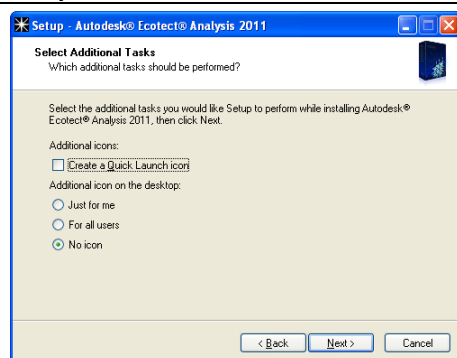 Setup - Autodesk® Ecotect® Analysis 2011
Select Additional Tasks
Which additional tasks should be performed?
Select the additional tasks you would like Setup to perform while installing Autodesk®
Ecotect® Analysis 2011, then click Next.
Additional icons:
Create a Quick Launch icon
Additional icon on the desktop:
Just for me
For all users
No icon
< Back Next > Cancel